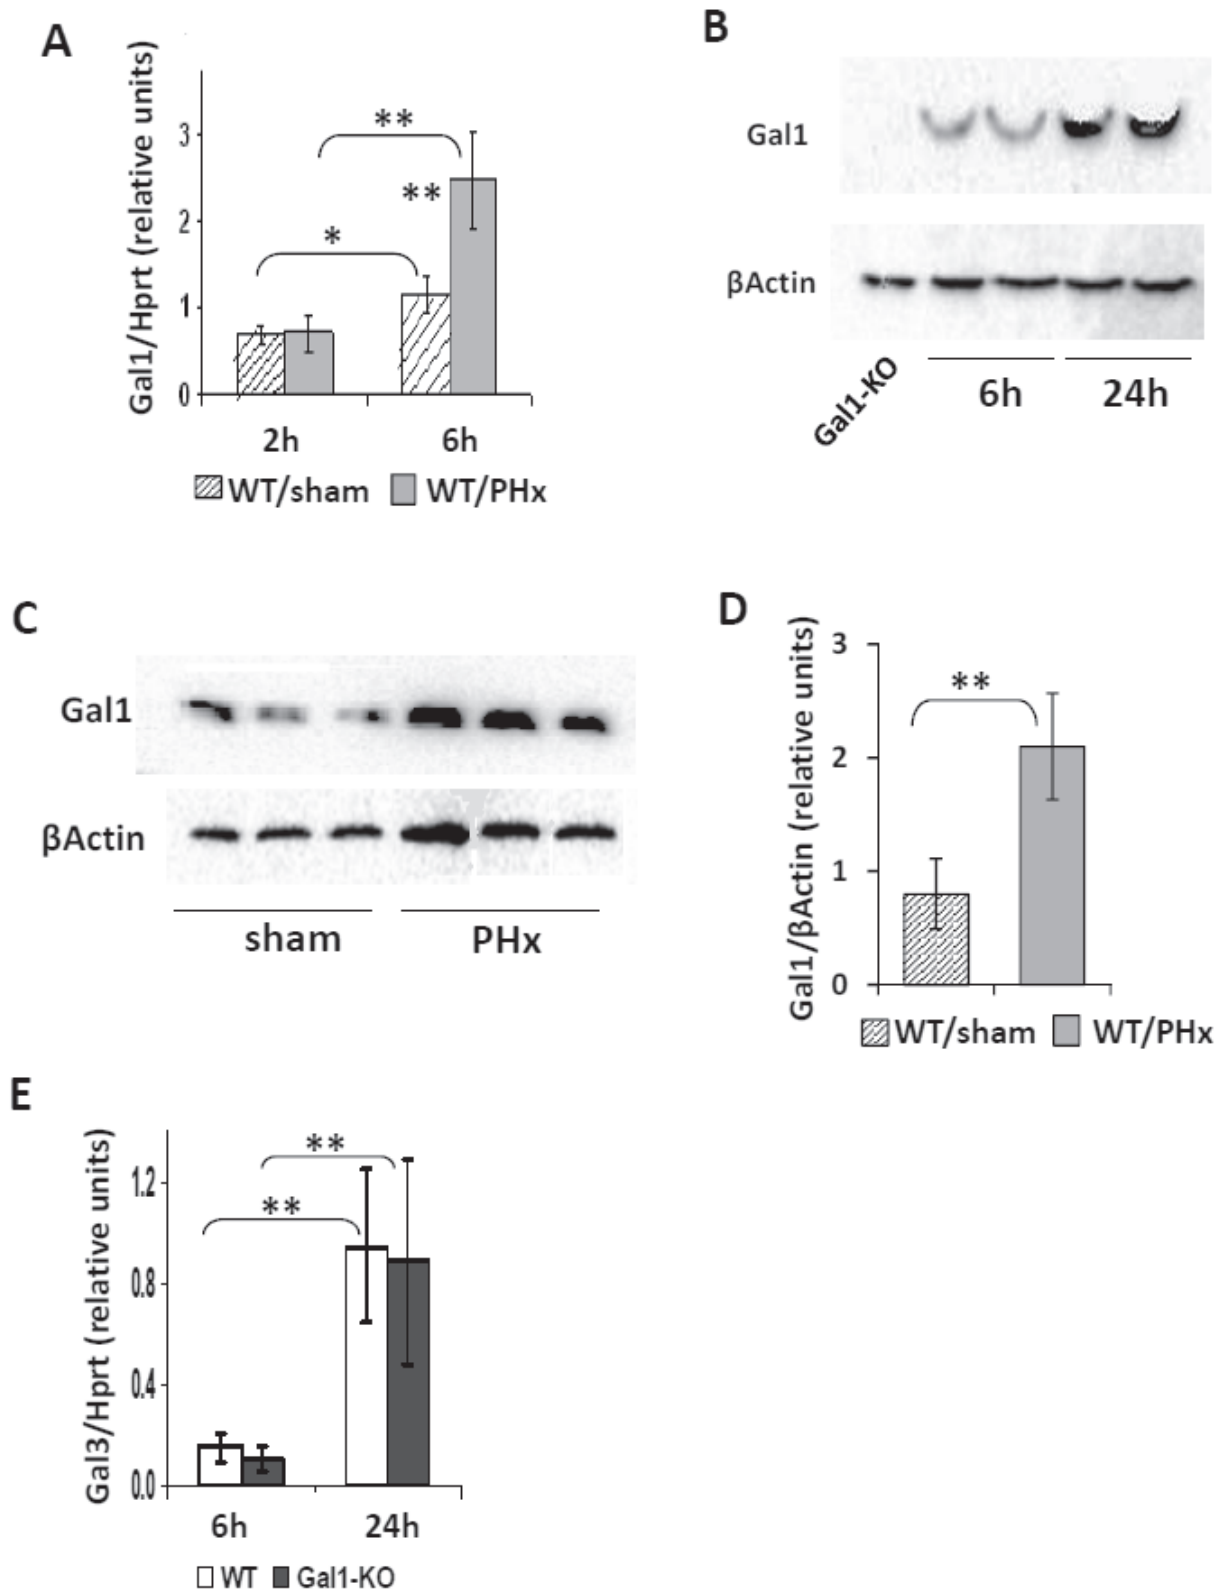 A
Gal1/Hprt (relative units)
3
2
1
0
**
**
*
2h
6h
WT/sham
WT/PHx
B
Gal1
βActin
Gal1-KO
6h
24h
C
Gal1
βActin
sham
PHx
D
Gal1/βActin (relative units)
3
2
1
0
**
WT/sham
WT/PHx
E
Gal3/Hprt (relative units)
1.2
0.8
0.4
0.0
**
**
6h
24h
WT
Gal1-KO